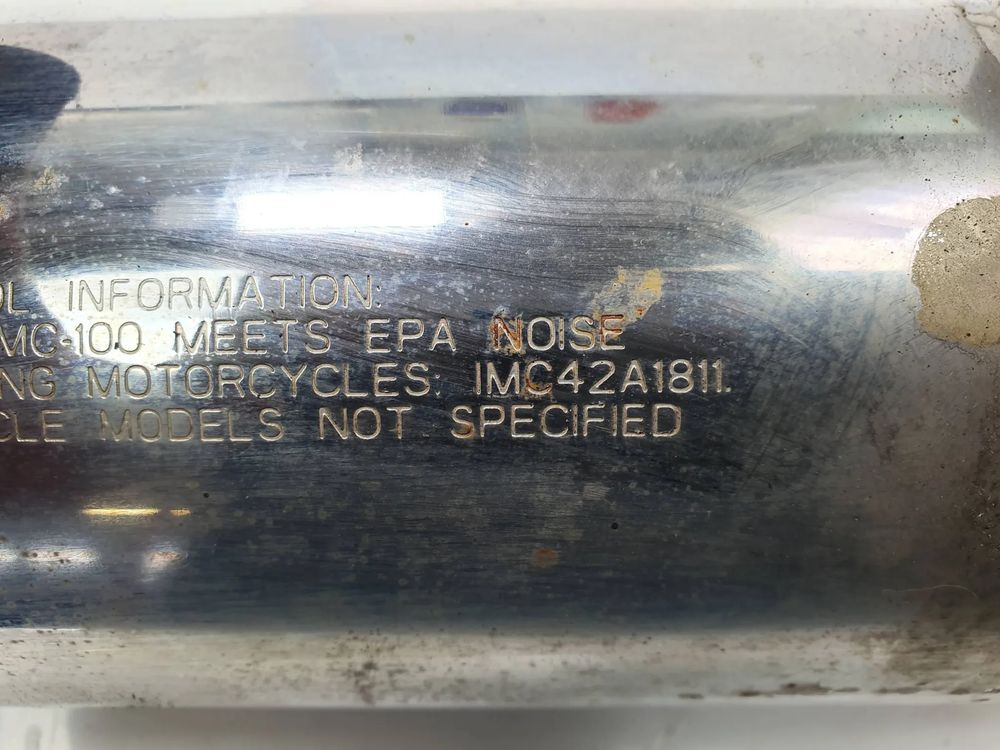 OL INFORMATION:
MC-100 MEETS EPA NOISE
NG MOTORCYCLES: IMC42A1811.
CLE MODELS NOT SPECIFIED